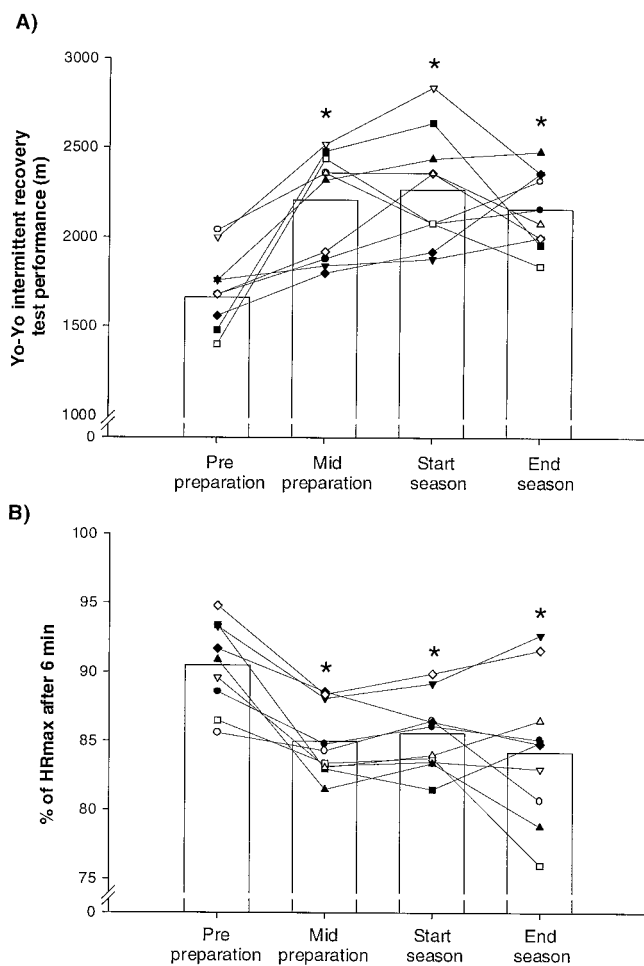 A)
Yo-Yo intermittent recovery
test performance (m)
3000
2500
2000
1500
1000
0
*
*
*
Pre
preparation
Mid
preparation
Start
season
End
season
B)
% of HRmax after 6 min
100
95
90
85
80
75
0
*
*
*
Pre
preparation
Mid
preparation
Start
season
End
season